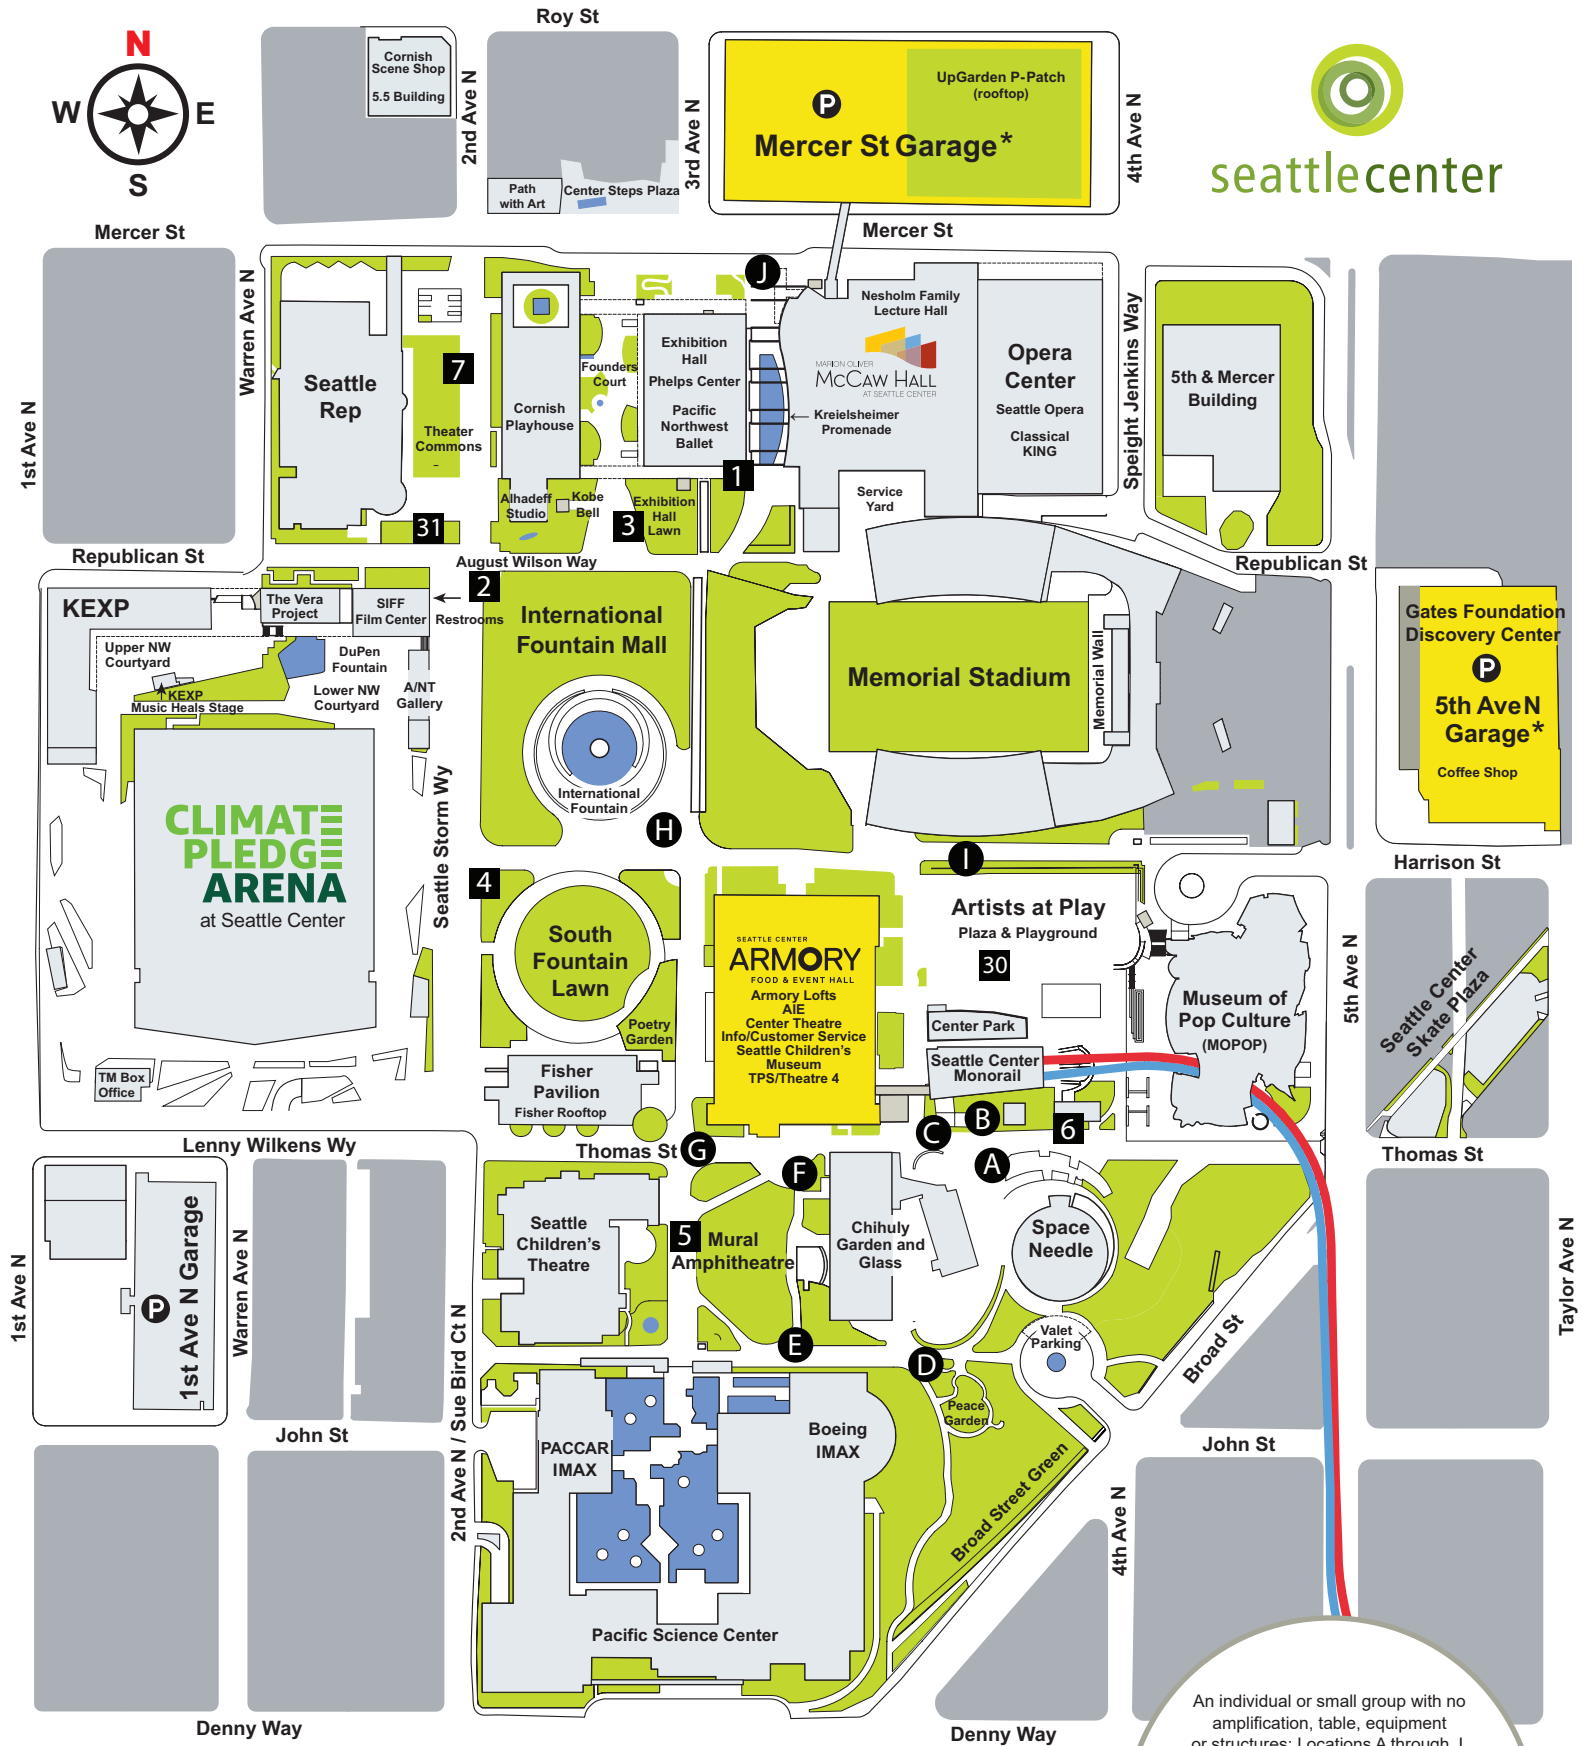 Roy St
N
W
E
S
Cornish
Scene Shop
5.5 Building
2nd Ave N
Path
with Art
Center Steps Plaza
3rd Ave N
P
Mercer St Garage*
UpGarden P-Patch
(rooftop)
4th Ave N
seattlecenter
Mercer St
Mercer St
1st Ave N
Warren Ave N
Seattle
Rep
7
Theater
Commons
31
Cornish
Playhouse
Founders
Court
Alhadeff
Studio
Kobe
Bell
Exhibition
Hall
Phelps Center
Pacific
Northwest
Ballet
1
3
Exhibition
Hall
Lawn
J
Nesholm Family
Lecture Hall
MARION OLIVER
McCAW HALL
AT SEATTLE CENTER
Kreielsheimer
Promenade
Service
Yard
Opera
Center
Seattle Opera
Classical
KING
Speight Jenkins Way
5th & Mercer
Building
Republican St
August Wilson Way
Republican St
KEXP
The Vera
Project
SIFF
Film Center
2
Restrooms
Upper NW
Courtyard
DuPen
Fountain
KEXP
Music Heals Stage
Lower NW
Courtyard
A/NT
Gallery
International
Fountain Mall
International
Fountain
H
Memorial Stadium
Memorial Wall
Gates Foundation
Discovery Center
P
5th Ave N
Garage*
Coffee Shop
Harrison St
CLIMATE
PLEDGE
ARENA
at Seattle Center
Seattle Storm Wy
4
South
Fountain
Lawn
Poetry
Garden
SEATTLE CENTER
ARMORY
FOOD & EVENT HALL
Armory Lofts
AIE
Center Theatre
Info/Customer Service
Seattle Children's
Museum
TPS/Theatre 4
I
Artists at Play
Plaza & Playground
30
Center Park
Seattle Center
Monorail
Museum of
Pop Culture
(MOPOP)
5th Ave N
Seattle Center
Skate Plaza
TM Box
Office
Fisher
Pavilion
Fisher Rooftop
B
C
6
Lenny Wilkens Wy
Thomas St
G
A
Thomas St
1st Ave N
1st Ave N Garage
P
Warren Ave N
2nd Ave N / Sue Bird Ct N
Seattle
Children's
Theatre
5
Mural
Amphitheatre
F
Chihuly
Garden and
Glass
Space
Needle
E
D
Valet
Parking
Broad St
Taylor Ave N
Peace
Garden
John St
John St
PACCAR
IMAX
Boeing
IMAX
Broad Street Green
4th Ave N
Pacific Science Center
Denny Way
Denny Way
An individual or small group with no
amplification, table, equipment
or structures: Locations A through J